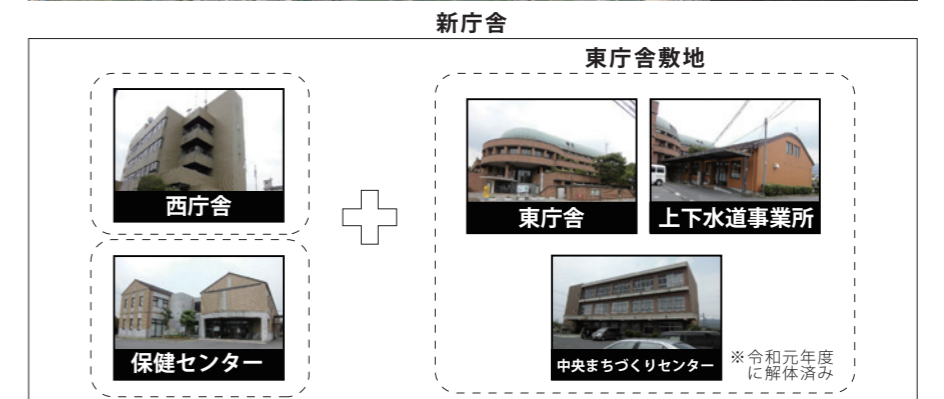 新庁舎
東庁舎敷地
西庁舎
保健センター
東庁舎
上下水道事業所
中央まちづくりセンター
※令和元年度
に解体済み